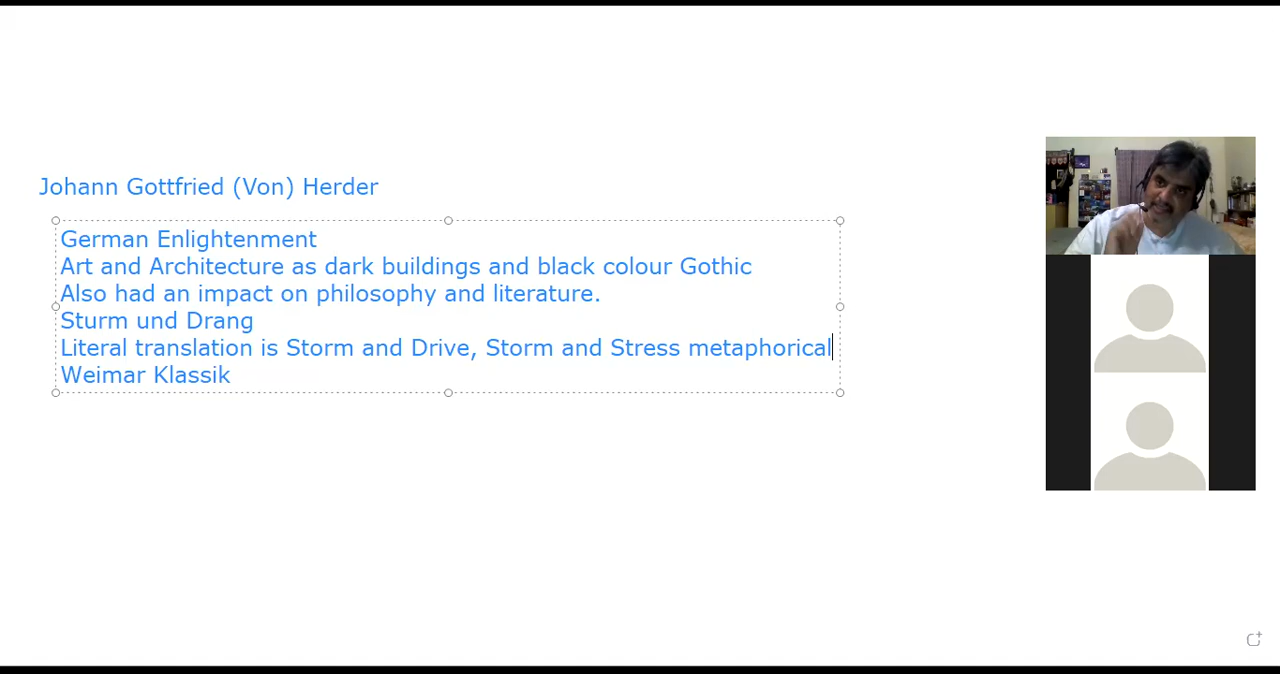 Johann Gottfried (Von) Herder
German Enlightenment
Art and Architecture as dark buildings and black colour Gothic
Also had an impact on philosophy and literature.
Sturm und Drang
Literal translation is Storm and Drive, Storm and Stress metaphorical
Weimar Klassik